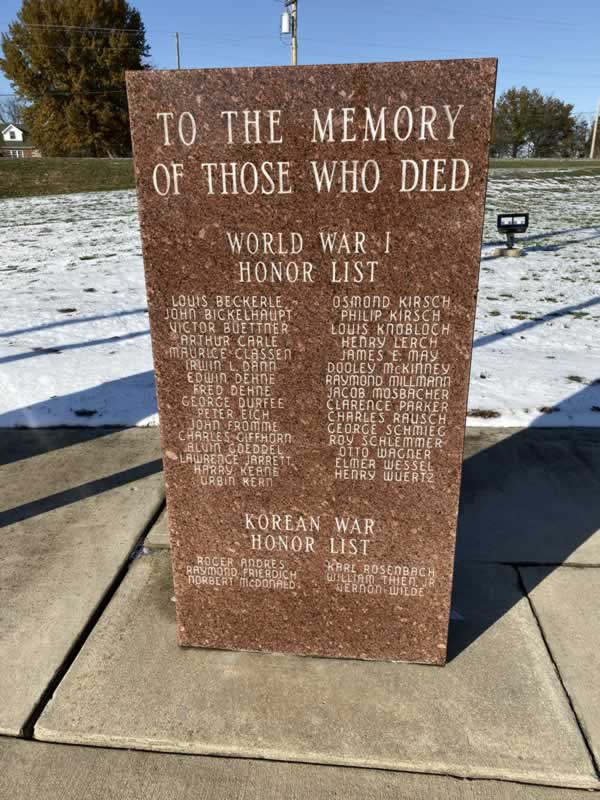 TO THE MEMORY
OF THOSE WHO DIED
WORLD WAR I
HONOR LIST
LOUIS BECKERLE
JOHN BICKELHAUPT
VICTOR BUETTNER
ARTHUR CARLE
MAURICE CLASSEN
IRWIN L. DANN
EDWIN DEHNE
FRED DEHNE
GEORGE DURFEE
PETER EICH
JOHN FROMME
CHARLES GIFFHORN
ALVIN GOEDDEL
LAWRENCE JARRETT
HARRY KEANE
URBIN KERN
OSMOND KIRSCH
PHILIP KIRSCH
LOUIS KNOBLOCH
HENRY LERCH
JAMES E. MAY
DOOLEY McKINNEY
RAYMOND MILLMANN
JACOB MOSBACHER
CLARENCE PARKER
CHARLES RAUSCH
GEORGE SCHMIEG
ROY SCHLEMMER
OTTO WAGNER
ELMER WESSEL
HENRY WUERTZ
KOREAN WAR
HONOR LIST
ROGER ANDRES
RAYMOND FRIERDICH
NORBERT McDONALD
KARL ROSENBACH
WILLIAM THIEN, JR
VERNON WILDE